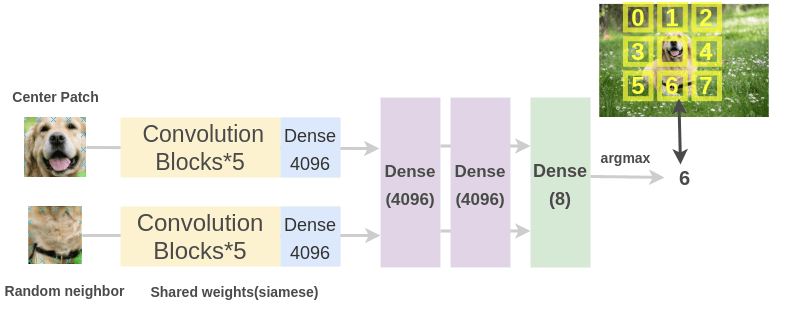 0 1 2
3 4
5 6 7
Center Patch
Convolution
Blocks*5
Dense
4096
Dense
(4096)
Dense
(4096)
Dense
(8)
argmax
6
Convolution
Blocks*5
Dense
4096
Random neighbor
Shared weights(siamese)